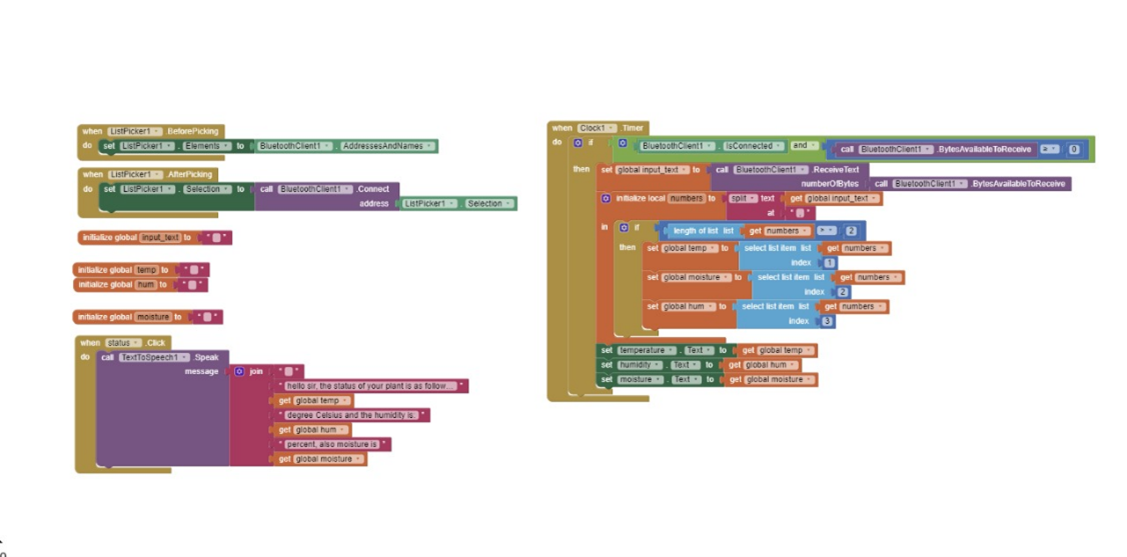 when ListPicker1 .BeforePicking
do set ListPicker1 . Elements to BluetoothClient1 . AddressesAndNames
when ListPicker1 .AfterPicking
do set ListPicker1 . Selection to call BluetoothClient1 .Connect
address ListPicker1 . Selection
initialize global input_text to " "
initialize global temp to " "
initialize global hum to " "
initialize global moisture to " "
when status .Click
do call TextToSpeech1 .Speak
message join " "
" hello sir, the status of your plant is as follow... "
get global temp
" degree Celsius and the humidity is: "
get global hum
" percent, also moisture is "
get global moisture
when Clock1 .Timer
do if BluetoothClient1 . IsConnected and call BluetoothClient1 .BytesAvailableToReceive 0
then set global input_text to call BluetoothClient1 .ReceiveText
numberOfBytes call BluetoothClient1 .BytesAvailableToReceive
initialize local numbers to split text get global input_text
at " "
in if length of list list get numbers 2
then set global temp to select list item list get numbers
index 1
set global moisture to select list item list get numbers
index 2
set global hum to select list item list get numbers
index 3
set temperature . Text to get global temp
set humidity . Text to get global hum
set moisture . Text to get global moisture